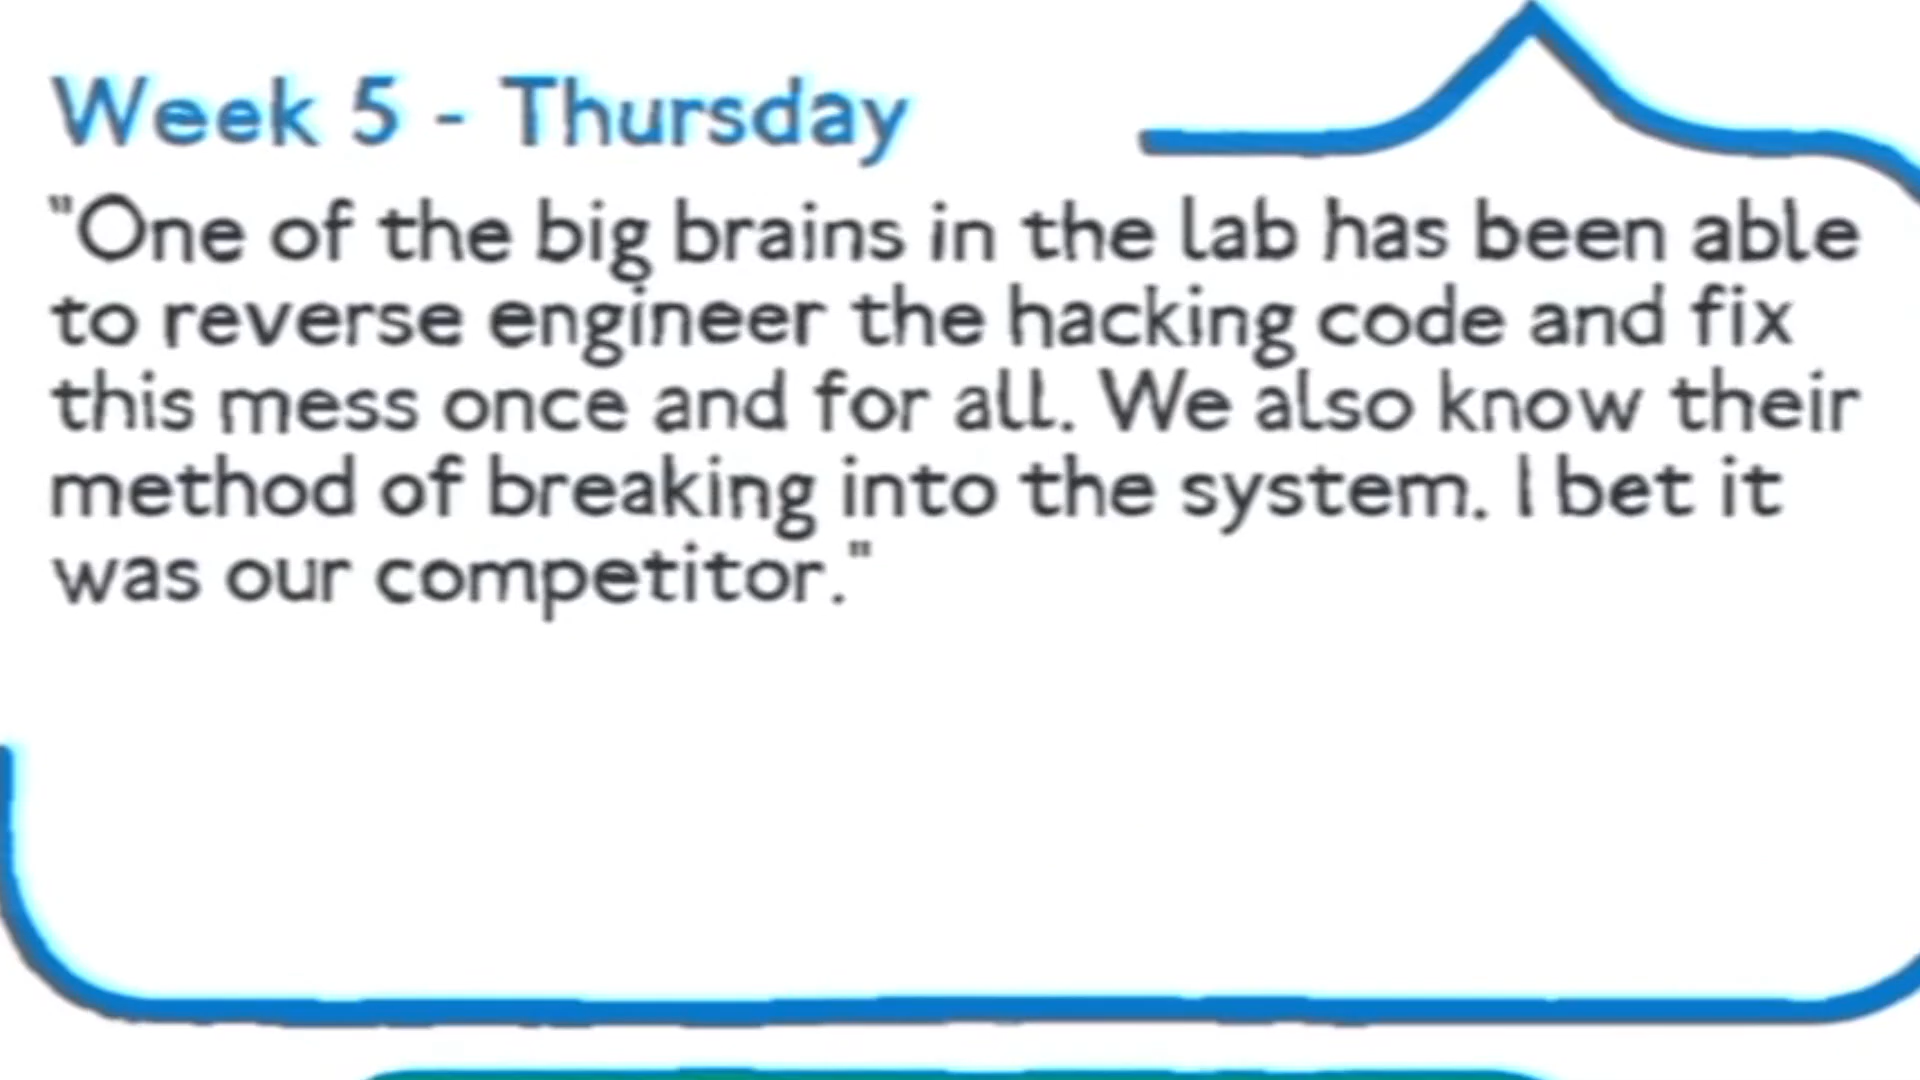 Week 5 - Thursday
"One of the big brains in the lab has been able
to reverse engineer the hacking code and fix
this mess once and for all. We also know their
method of breaking into the system. I bet it
was our competitor."